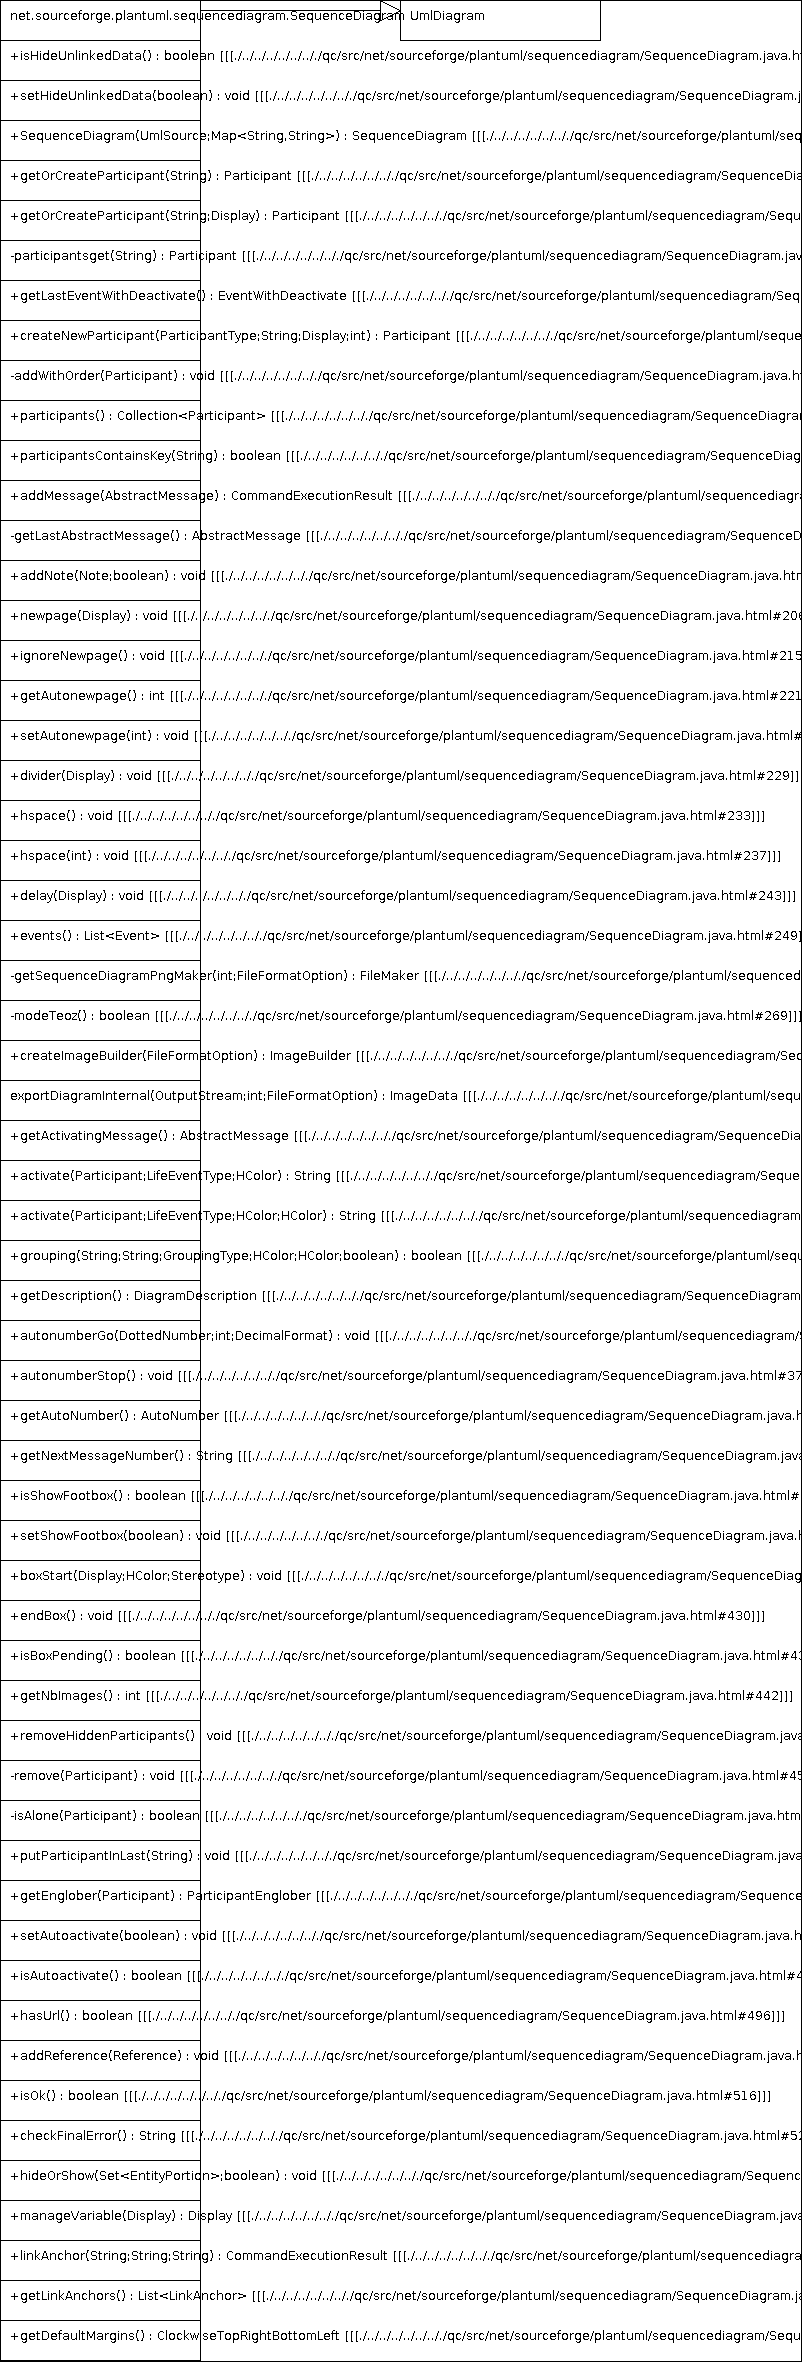 net.sourceforge.plantuml.sequencediagram.SequenceDiagram UmlDiagram
+isHideUnlinkedData() : boolean [[[./../../../../../.././qc/src/net/sourceforge/plantuml/sequencediagram/SequenceDiagram.java.h
+setHideUnlinkedData(boolean) : void [[[./../../../../../.././qc/src/net/sourceforge/plantuml/sequencediagram/SequenceDiagram.j
+SequenceDiagram(UmlSource;Map<String,String>) : SequenceDiagram [[[./../../../../../.././qc/src/net/sourceforge/plantuml/seq
+getOrCreateParticipant(String) : Participant [[[./../../../../../.././qc/src/net/sourceforge/plantuml/sequencediagram/SequenceDia
+getOrCreateParticipant(String;Display) : Participant [[[./../../../../../.././qc/src/net/sourceforge/plantuml/sequencediagram/Sequ
-participantsget(String) : Participant [[[./../../../../../.././qc/src/net/sourceforge/plantuml/sequencediagram/SequenceDiagram.jav
+getLastEventWithDeactivate() : EventWithDeactivate [[[./../../../../../.././qc/src/net/sourceforge/plantuml/sequencediagram/Seq
+createNewParticipant(ParticipantType;String;Display;int) : Participant [[[./../../../../../.././qc/src/net/sourceforge/plantuml/seque
-addWithOrder(Participant) : void [[[./../../../../../.././qc/src/net/sourceforge/plantuml/sequencediagram/SequenceDiagram.java.h
+participants() : Collection<Participant> [[[./../../../../../.././qc/src/net/sourceforge/plantuml/sequencediagram/SequenceDiagra
+participantsContainsKey(String) : boolean [[[./../../../../../.././qc/src/net/sourceforge/plantuml/sequencediagram/SequenceDiag
+addMessage(AbstractMessage) : CommandExecutionResult [[[./../../../../../.././qc/src/net/sourceforge/plantuml/sequencediagr
-getLastAbstractMessage() : AbstractMessage [[[./../../../../../.././qc/src/net/sourceforge/plantuml/sequencediagram/SequenceD
+addNote(Note;boolean) : void [[[./../../../../../.././qc/src/net/sourceforge/plantuml/sequencediagram/SequenceDiagram.java.htm
+newpage(Display) : void [[[./../../../../../.././qc/src/net/sourceforge/plantuml/sequencediagram/SequenceDiagram.java.html#206
+ignoreNewpage() : void [[[./../../../../../.././qc/src/net/sourceforge/plantuml/sequencediagram/SequenceDiagram.java.html#215
+getAutonewpage() : int [[[./../../../../../.././qc/src/net/sourceforge/plantuml/sequencediagram/SequenceDiagram.java.html#221
+setAutonewpage(int) : void [[[./../../../../../.././qc/src/net/sourceforge/plantuml/sequencediagram/SequenceDiagram.java.html#
+divider(Display) : void [[[./../../../../../.././qc/src/net/sourceforge/plantuml/sequencediagram/SequenceDiagram.java.html#229]]
+hspace() : void [[[./../../../../../.././qc/src/net/sourceforge/plantuml/sequencediagram/SequenceDiagram.java.html#233]]]
+hspace(int) : void [[[./../../../../../.././qc/src/net/sourceforge/plantuml/sequencediagram/SequenceDiagram.java.html#237]]]
+delay(Display) : void [[[./../../../../../.././qc/src/net/sourceforge/plantuml/sequencediagram/SequenceDiagram.java.html#243]]]
+events() : List<Event> [[[./../../../../../.././qc/src/net/sourceforge/plantuml/sequencediagram/SequenceDiagram.java.html#249]
-getSequenceDiagramPngMaker(int;FileFormatOption) : FileMaker [[[./../../../../../.././qc/src/net/sourceforge/plantuml/sequenced
-modeTeoz() : boolean [[[./../../../../../.././qc/src/net/sourceforge/plantuml/sequencediagram/SequenceDiagram.java.html#269]]]
+createImageBuilder(FileFormatOption) : ImageBuilder [[[./../../../../../.././qc/src/net/sourceforge/plantuml/sequencediagram/Seq
exportDiagramInternal(OutputStream;int;FileFormatOption) : ImageData [[[./../../../../../.././qc/src/net/sourceforge/plantuml/sequ
+getActivatingMessage() : AbstractMessage [[[./../../../../../.././qc/src/net/sourceforge/plantuml/sequencediagram/SequenceDia
+activate(Participant;LifeEventType;HColor) : String [[[./../../../../../.././qc/src/net/sourceforge/plantuml/sequencediagram/Seque
+activate(Participant;LifeEventType;HColor;HColor) : String [[[./../../../../../.././qc/src/net/sourceforge/plantuml/sequencediagram
+grouping(String;String;GroupingType;HColor;HColor;boolean) : boolean [[[./../../../../../.././qc/src/net/sourceforge/plantuml/sequ
+getDescription() : DiagramDescription [[[./../../../../../.././qc/src/net/sourceforge/plantuml/sequencediagram/SequenceDiagram
+autonumberGo(DottedNumber;int;DecimalFormat) : void [[[./../../../../../.././qc/src/net/sourceforge/plantuml/sequencediagram/S
+autonumberStop() : void [[[./../../../../../.././qc/src/net/sourceforge/plantuml/sequencediagram/SequenceDiagram.java.html#37
+getAutoNumber() : AutoNumber [[[./../../../../../.././qc/src/net/sourceforge/plantuml/sequencediagram/SequenceDiagram.java.h
+getNextMessageNumber() : String [[[./../../../../../.././qc/src/net/sourceforge/plantuml/sequencediagram/SequenceDiagram.java
+isShowFootbox() : boolean [[[./../../../../../.././qc/src/net/sourceforge/plantuml/sequencediagram/SequenceDiagram.java.html#
+setShowFootbox(boolean) : void [[[./../../../../../.././qc/src/net/sourceforge/plantuml/sequencediagram/SequenceDiagram.java.h
+boxStart(Display;HColor;Stereotype) : void [[[./../../../../../.././qc/src/net/sourceforge/plantuml/sequencediagram/SequenceDiag
+endBox() : void [[[./../../../../../.././qc/src/net/sourceforge/plantuml/sequencediagram/SequenceDiagram.java.html#430]]]
+isBoxPending() : boolean [[[./../../../../../.././qc/src/net/sourceforge/plantuml/sequencediagram/SequenceDiagram.java.html#43
+getNbImages() : int [[[./../../../../../.././qc/src/net/sourceforge/plantuml/sequencediagram/SequenceDiagram.java.html#442]]]
+removeHiddenParticipants() : void [[[./../../../../../.././qc/src/net/sourceforge/plantuml/sequencediagram/SequenceDiagram.java
-remove(Participant) : void [[[./../../../../../.././qc/src/net/sourceforge/plantuml/sequencediagram/SequenceDiagram.java.html#45
-isAlone(Participant) : boolean [[[./../../../../../.././qc/src/net/sourceforge/plantuml/sequencediagram/SequenceDiagram.java.htm
+putParticipantInLast(String) : void [[[./../../../../../.././qc/src/net/sourceforge/plantuml/sequencediagram/SequenceDiagram.java
+getEnglober(Participant) : ParticipantEnglober [[[./../../../../../.././qc/src/net/sourceforge/plantuml/sequencediagram/Sequence
+setAutoactivate(boolean) : void [[[./../../../../../.././qc/src/net/sourceforge/plantuml/sequencediagram/SequenceDiagram.java.h
+isAutoactivate() : boolean [[[./../../../../../.././qc/src/net/sourceforge/plantuml/sequencediagram/SequenceDiagram.java.html#4
+hasUrl() : boolean [[[./../../../../../.././qc/src/net/sourceforge/plantuml/sequencediagram/SequenceDiagram.java.html#496]]]
+addReference(Reference) : void [[[./../../../../../.././qc/src/net/sourceforge/plantuml/sequencediagram/SequenceDiagram.java.h
+isOk() : boolean [[[./../../../../../.././qc/src/net/sourceforge/plantuml/sequencediagram/SequenceDiagram.java.html#516]]]
+checkFinalError() : String [[[./../../../../../.././qc/src/net/sourceforge/plantuml/sequencediagram/SequenceDiagram.java.html#52
+hideOrShow(Set<EntityPortion>;boolean) : void [[[./../../../../../.././qc/src/net/sourceforge/plantuml/sequencediagram/Sequenc
+manageVariable(Display) : Display [[[./../../../../../.././qc/src/net/sourceforge/plantuml/sequencediagram/SequenceDiagram.java
+linkAnchor(String;String;String) : CommandExecutionResult [[[./../../../../../.././qc/src/net/sourceforge/plantuml/sequencediagra
+getLinkAnchors() : List<LinkAnchor> [[[./../../../../../.././qc/src/net/sourceforge/plantuml/sequencediagram/SequenceDiagram.ja
+getDefaultMargins() : ClockwiseTopRightBottomLeft [[[./../../../../../.././qc/src/net/sourceforge/plantuml/sequencediagram/Sequ